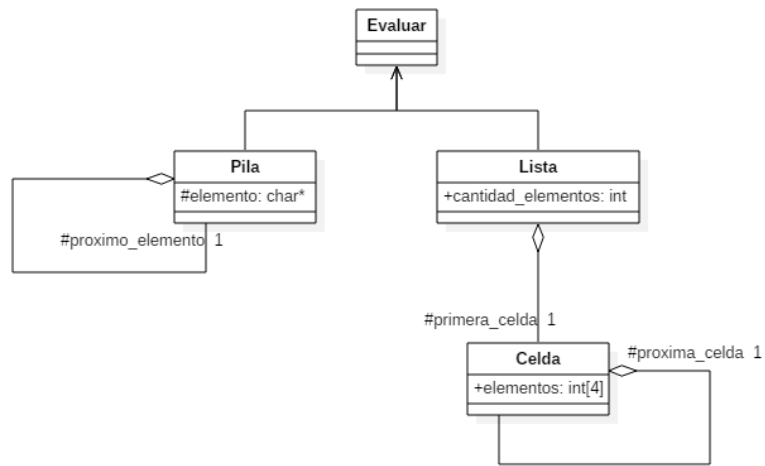 Evaluar
Pila
#elemento: char*
#proximo_elemento 1
Lista
+cantidad_elementos: int
#primera_celda 1
Celda
+elementos: int[4]
#proxima_celda 1